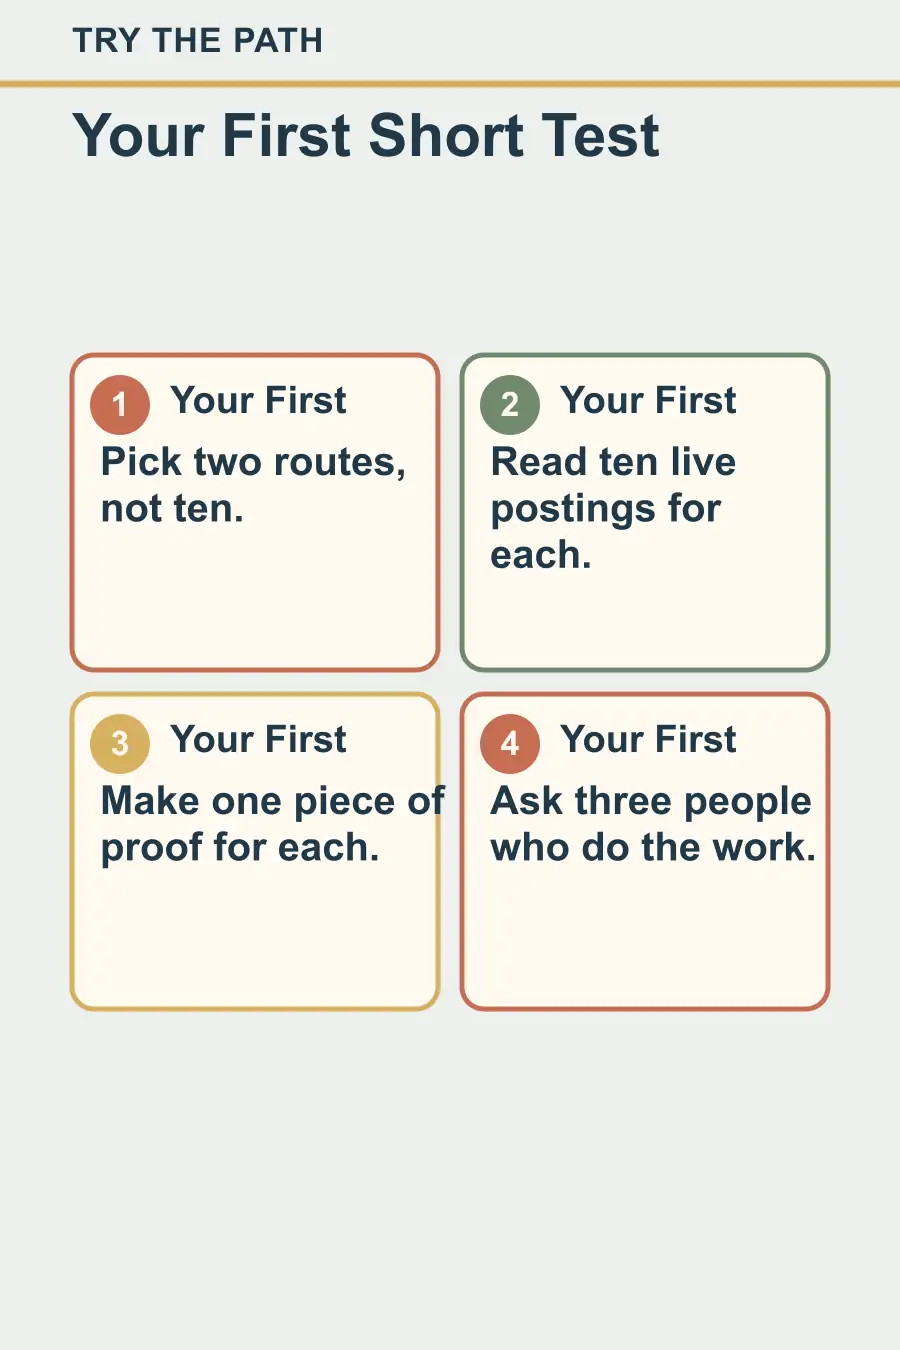 TRY THE PATH
Your First Short Test
1 Your First
Pick two routes,
not ten.
2 Your First
Read ten live
postings for
each.
3 Your First
Make one piece of
proof for each.
4 Your First
Ask three people
who do the work.